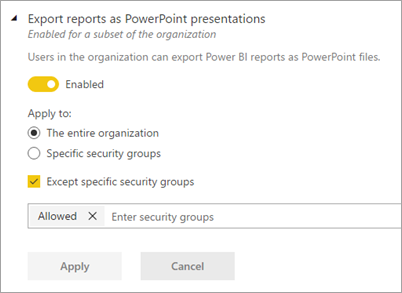 Export reports as PowerPoint presentations
Enabled for a subset of the organization
Users in the organization can export Power BI reports as PowerPoint files.
Enabled
Apply to:
The entire organization
Specific security groups
Except specific security groups
Allowed Enter security groups
Apply Cancel